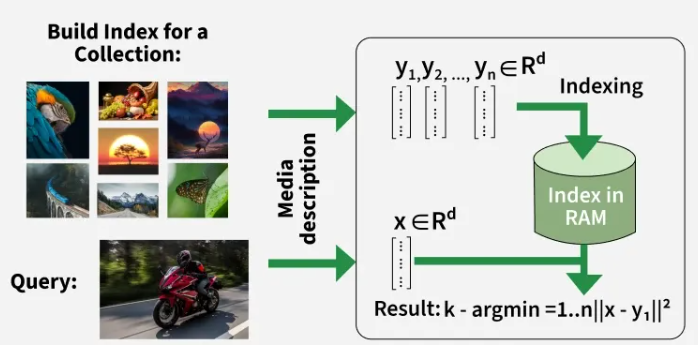 Build Index for a
Collection:
y₁,y₂, ..., yₙ ∈ Rᵈ
Indexing
Media
description
Index in
RAM
x ∈ Rᵈ
Query:
Result: k - argmin =1..n||x - y₁||²